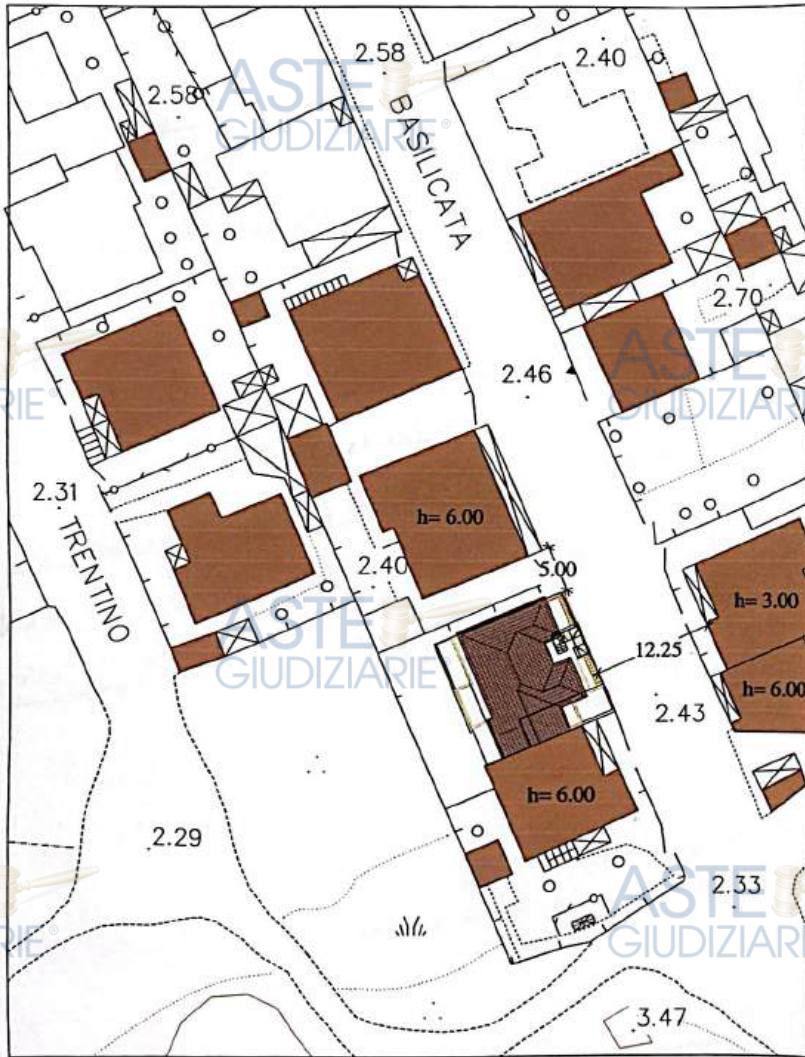 2.58
2.40
2.58
ASTE
GIUDIZIARIE®
BASILICATA
2.70
2.46
ASTE
GIUDIZIARIE
RIE®
2.31
TRENTINO
h= 6.00
2.40
5.00
h= 3.00
ASTE
GIUDIZIARIE
12.25
h= 6.00
2.43
h= 6.00
2.29
2.33
ASTE
GIUDIZIARIE
RIE®
3.47